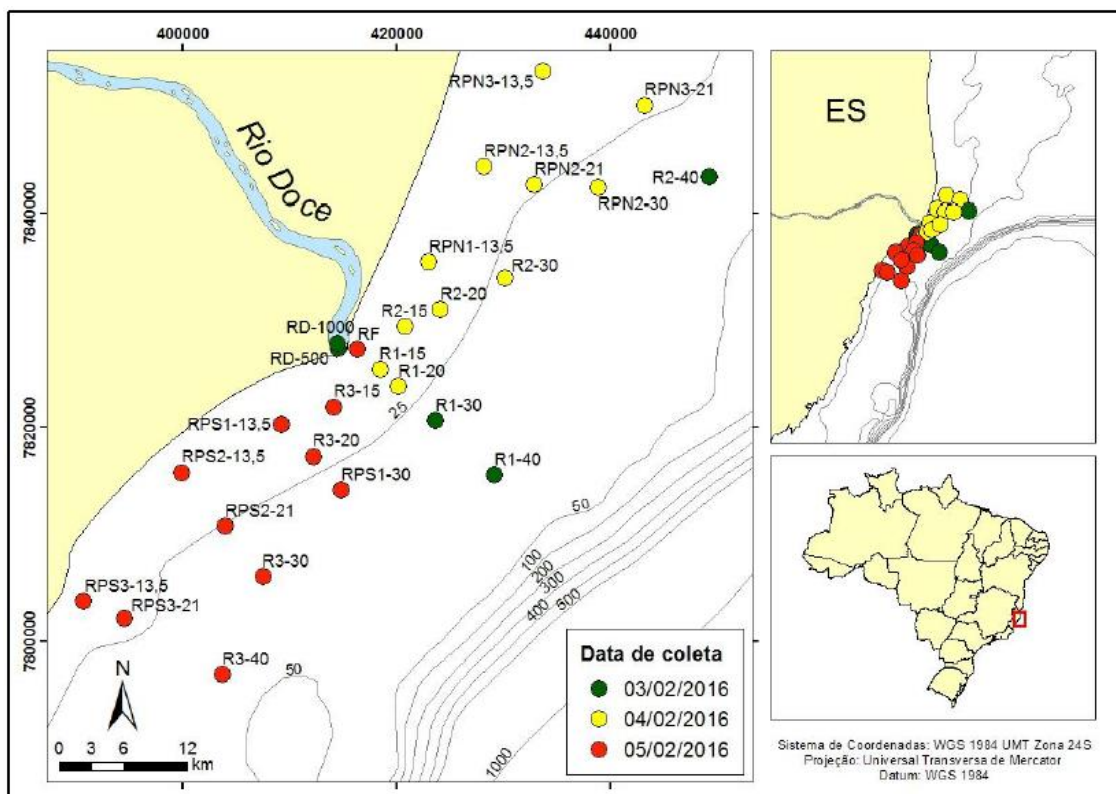 400000
420000
440000
7840000
7820000
7800000
Rio Doce
RPN3-13,5
RPN3-21
RPN2-13,5
RPN2-21
R2-40
RPN2-30
RPN1-13,5
R2-30
R2-20
R2-15
RD-1000
RF
RD-500
R1-15
R1-20
25
R3-15
R1-30
RPS1-13,5
R3-20
RPS2-13,5
RPS1-30
R1-40
RPS2-21
50
R3-30
100
200
300
400
500
RPS3-13,5
RPS3-21
R3-40
50
1000
N
0 3 6 12
km
Data de coleta
03/02/2016
04/02/2016
05/02/2016
ES
Sistema de Coordenadas: WGS 1984 UMT Zona 24S
Projeção: Universal Transversa de Mercator
Datum: WGS 1984